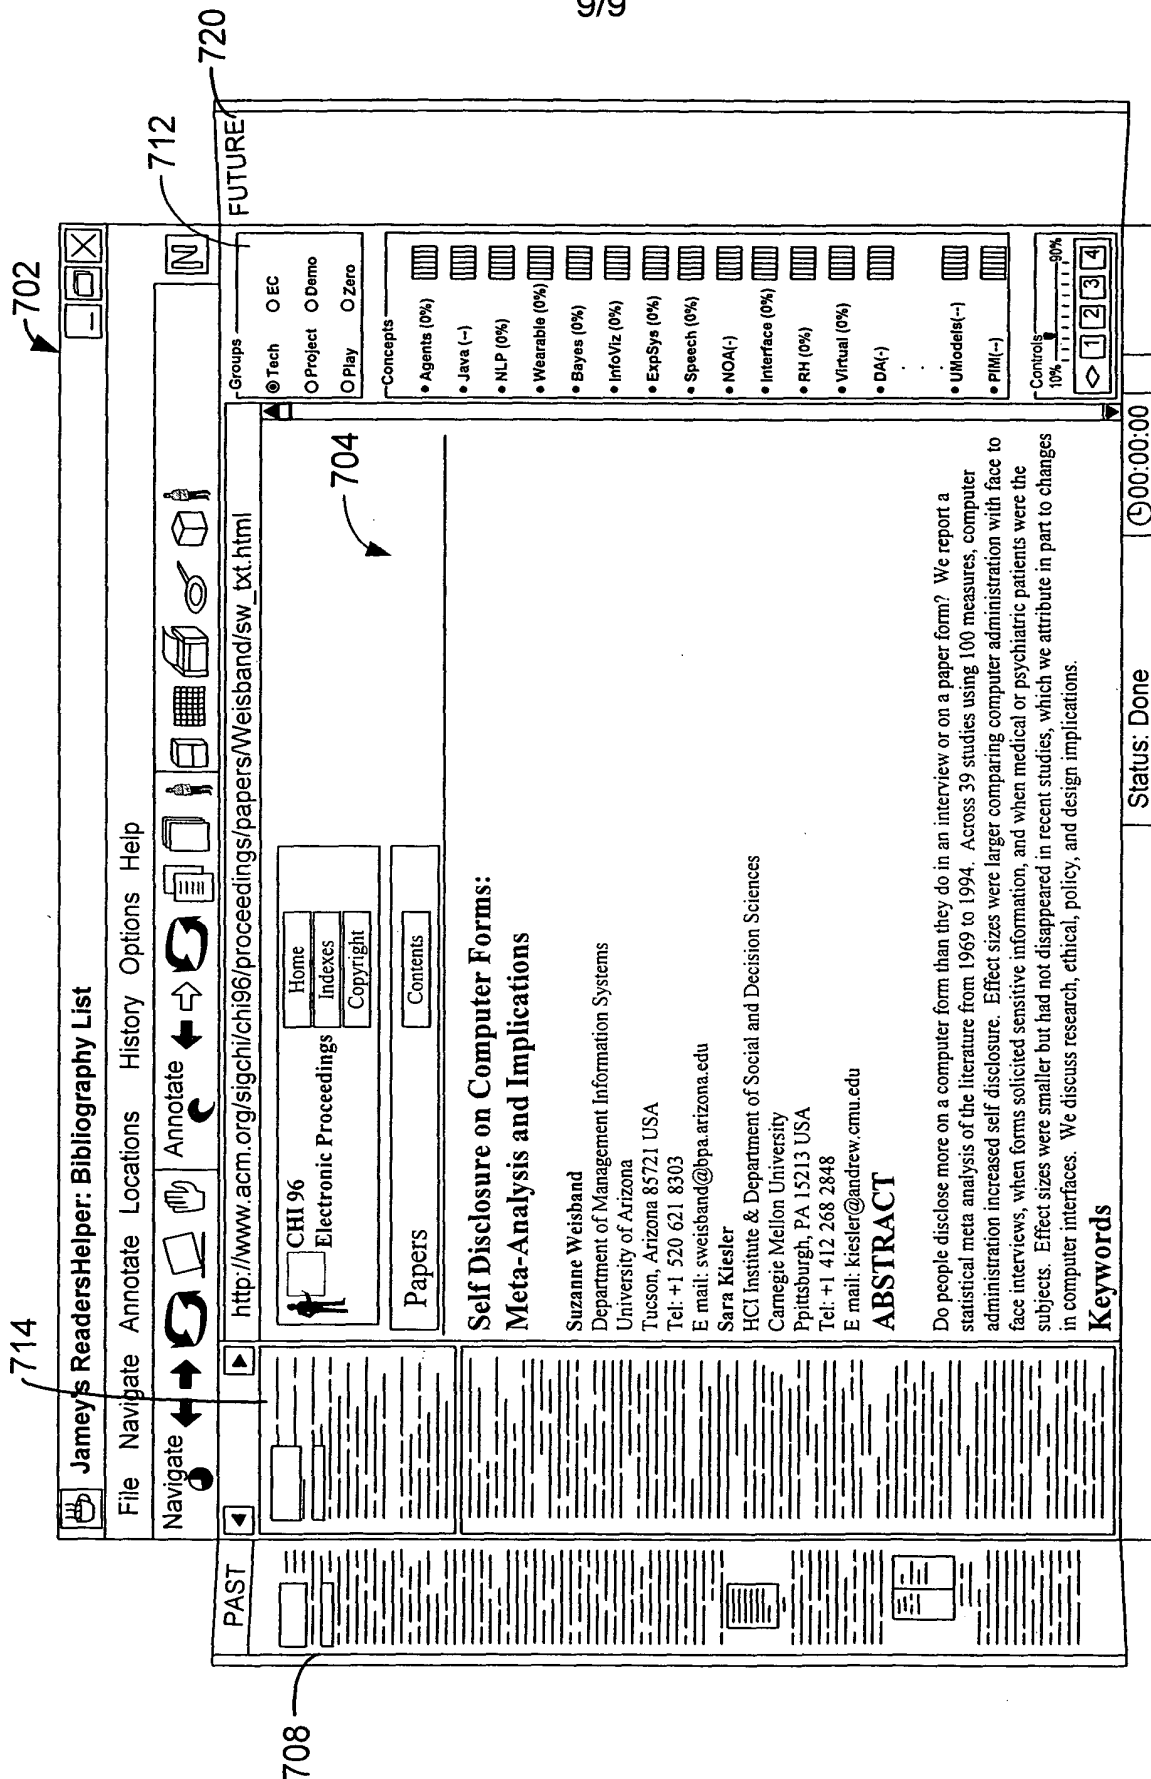 9/9
702
714
Jamey's ReadersHelper: Bibliography List
File Navigate Annotate Locations History Options Help
Navigate Annotate N
http://www.acm.org/sigchi/chi96/proceedings/papers/Weisband/sw_txt.html
PAST
FUTURE
720
712
708
704
CHI 96
Electronic Proceedings
Home
Indexes
Copyright
Papers
Contents
Self Disclosure on Computer Forms:
Meta-Analysis and Implications
Suzanne Weisband
Department of Management Information Systems
University of Arizona
Tucson, Arizona 85721 USA
Tel: +1 520 621 8303
E mail: sweisband@bpa.arizona.edu
Sara Kiesler
HCI Institute & Department of Social and Decision Sciences
Carnegie Mellon University
Ppittsburgh, PA 15213 USA
Tel: +1 412 268 2848
E mail: kiesler@andrew.cmu.edu
ABSTRACT
Do people disclose more on a computer form than they do in an interview or on a paper form? We report a
statistical meta analysis of the literature from 1969 to 1994. Across 39 studies using 100 measures, computer
administration increased self disclosure. Effect sizes were larger comparing computer administration with face to
face interviews, when forms solicited sensitive information, and when medical or psychiatric patients were the
subjects. Effect sizes were smaller but had not disappeared in recent studies, which we attribute in part to changes
in computer interfaces. We discuss research, ethical, policy, and design implications.
Keywords
Groups
Tech EC
Project Demo
Play Zero
Concepts
• Agents (0%)
• Java (--)
• NLP (0%)
• Wearable (0%)
• Bayes (0%)
• InfoViz (0%)
• ExpSys (0%)
• Speech (0%)
• NOA(-)
• Interface (0%)
• RH (0%)
• Virtual (0%)
• DA(-)
• UModels(--)
• PIM(--)
Controls
10% 90%
1 2 3 4
Status: Done
00:00:00